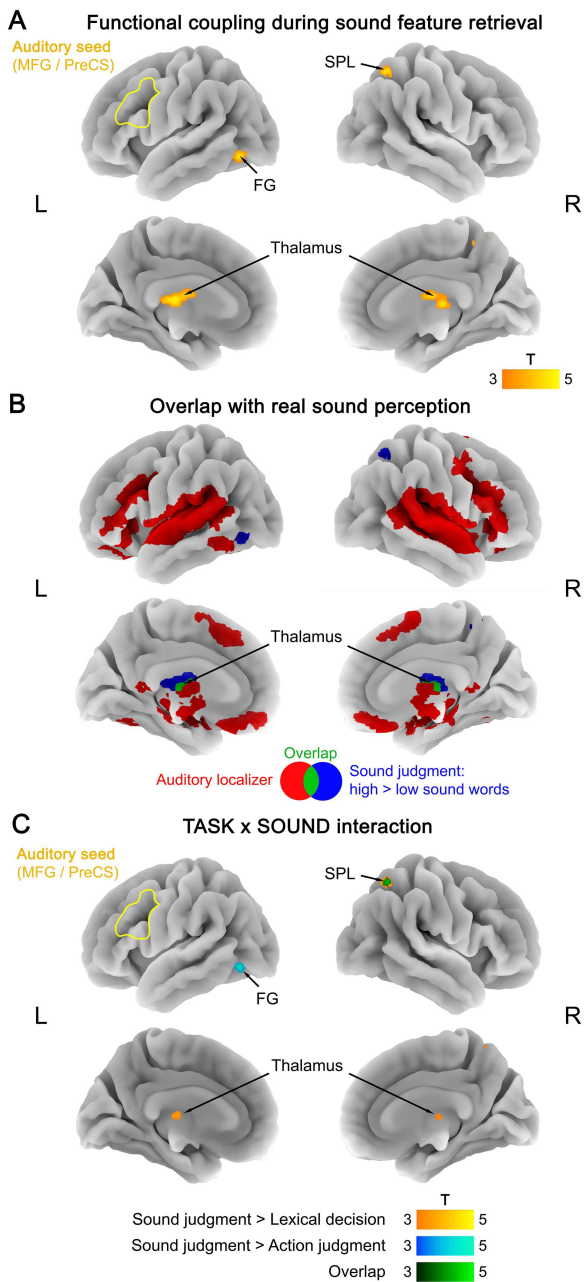 A
Functional coupling during sound feature retrieval
Auditory seed
(MFG / PreCS)
SPL
FG
L
R
Thalamus
T
3
5
B
Overlap with real sound perception
L
R
Thalamus
Overlap
Auditory localizer
Sound judgment:
high > low sound words
C
TASK x SOUND interaction
Auditory seed
(MFG / PreCS)
SPL
FG
L
R
Thalamus
T
Sound judgment > Lexical decision 3 5
Sound judgment > Action judgment 3 5
Overlap 3 5